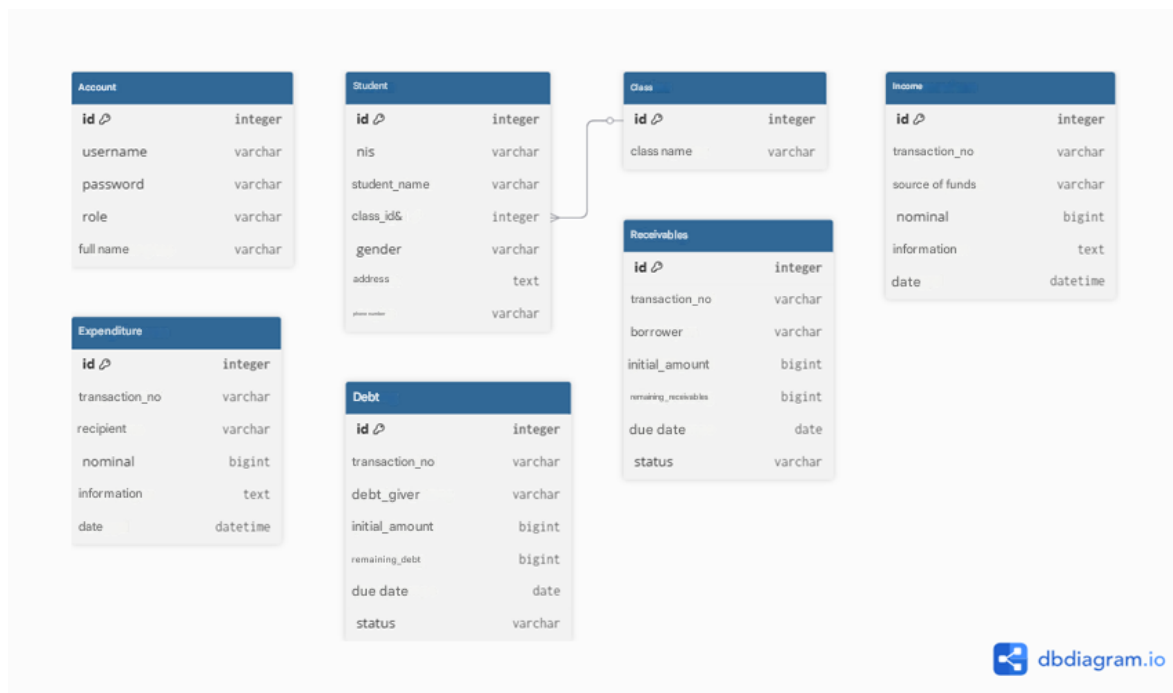 Account
id integer
username varchar
password varchar
role varchar
full name varchar
Student
id integer
nis varchar
student_name varchar
class_id& integer
gender varchar
address text
phone number varchar
Class
id integer
class name varchar
Income
id integer
transaction_no varchar
source of funds varchar
nominal bigint
information text
date datetime
Receivables
id integer
transaction_no varchar
borrower varchar
initial_amount bigint
remaining_receivables bigint
due date date
status varchar
Expenditure
id integer
transaction_no varchar
recipient varchar
nominal bigint
information text
date datetime
Debt
id integer
transaction_no varchar
debt_giver varchar
initial_amount bigint
remaining_debt bigint
due date date
status varchar
dbdiagram.io